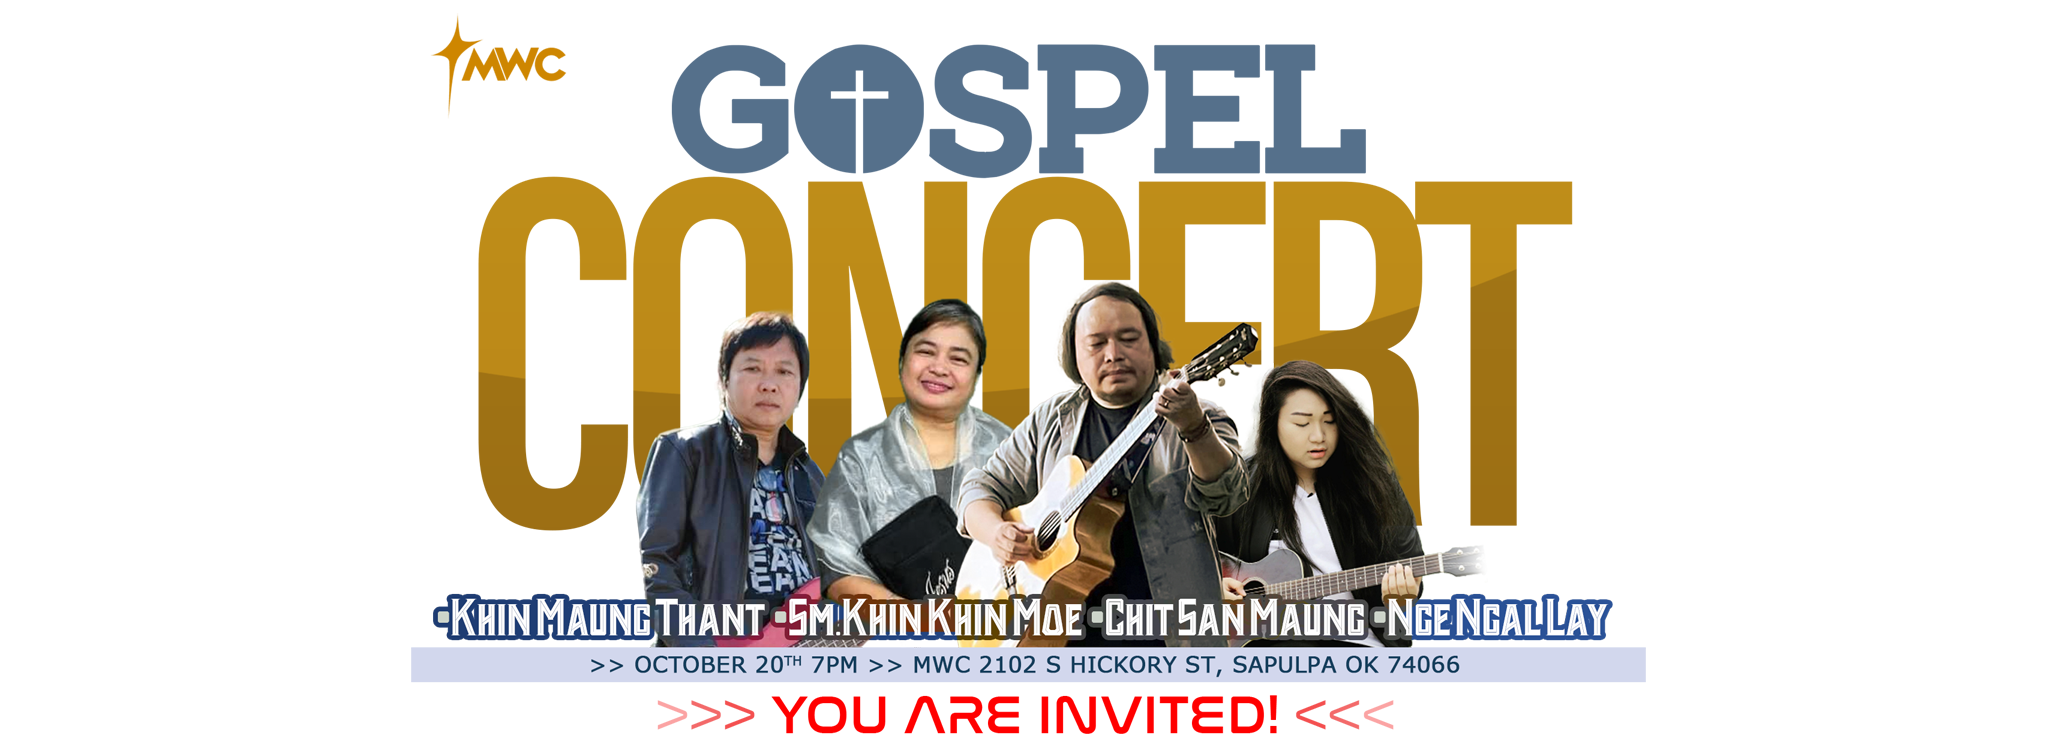 MWC
GOSPEL
CONCERT
Jesus
•KHIN MAUNG THANT •SM.KHIN KHIN MOE •CHIT SAN MAUNG •NGE NGAL LAY
>> OCTOBER 20TH 7PM >> MWC 2102 S HICKORY ST, SAPULPA OK 74066
>>> YOU ARE INVITED! <<<